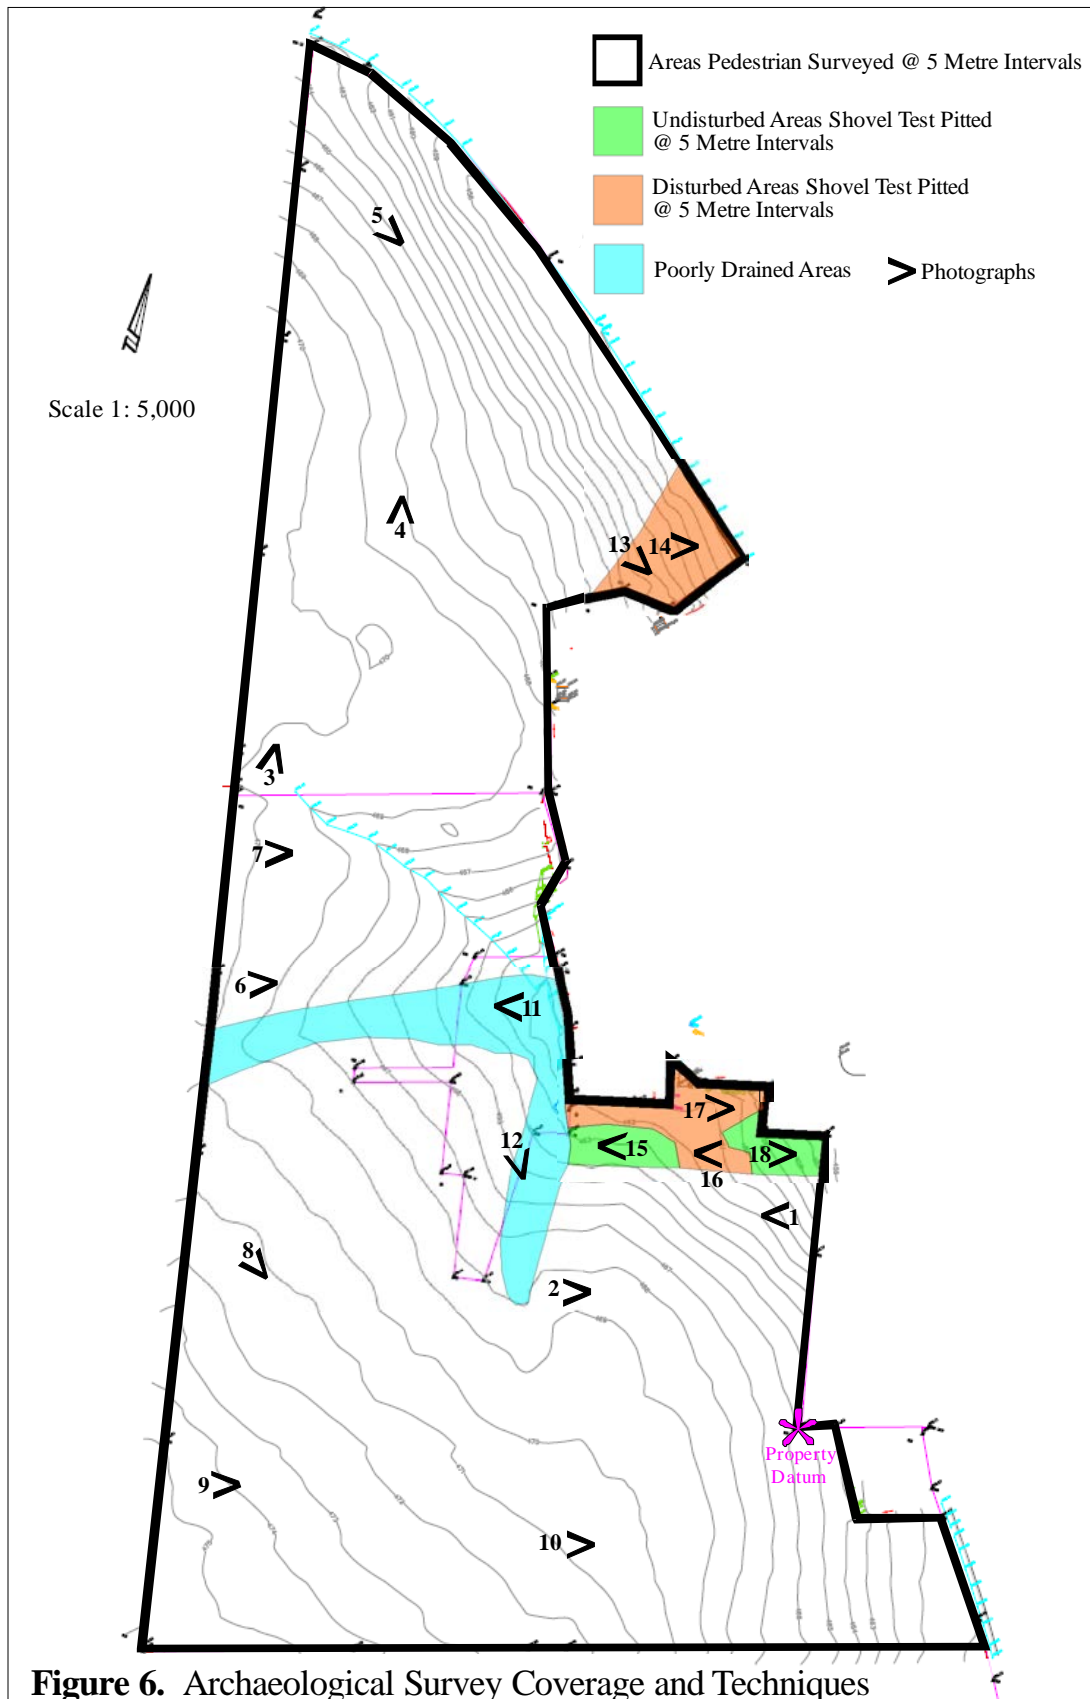 Areas Pedestrian Surveyed @ 5 Metre Intervals
Undisturbed Areas Shovel Test Pitted
@ 5 Metre Intervals
Disturbed Areas Shovel Test Pitted
@ 5 Metre Intervals
Poorly Drained Areas
Photographs
Scale 1: 5,000
5
4
13
14
3
7
6
11
12
17
15
16
18
1
8
2
Property
Datum
9
10
Figure 6. Archaeological Survey Coverage and Techniques